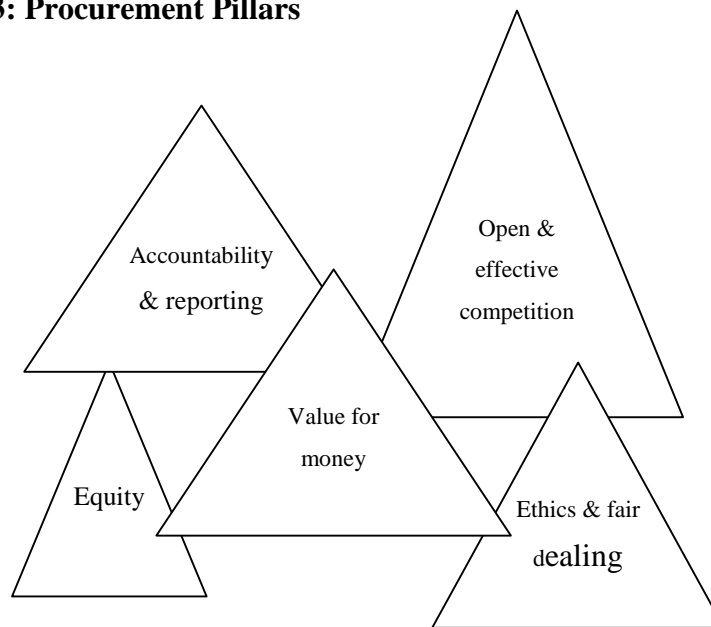 3: Procurement Pillars
Accountability
& reporting
Open &
effective
competition
Value for
money
Equity
Ethics & fair
dealing